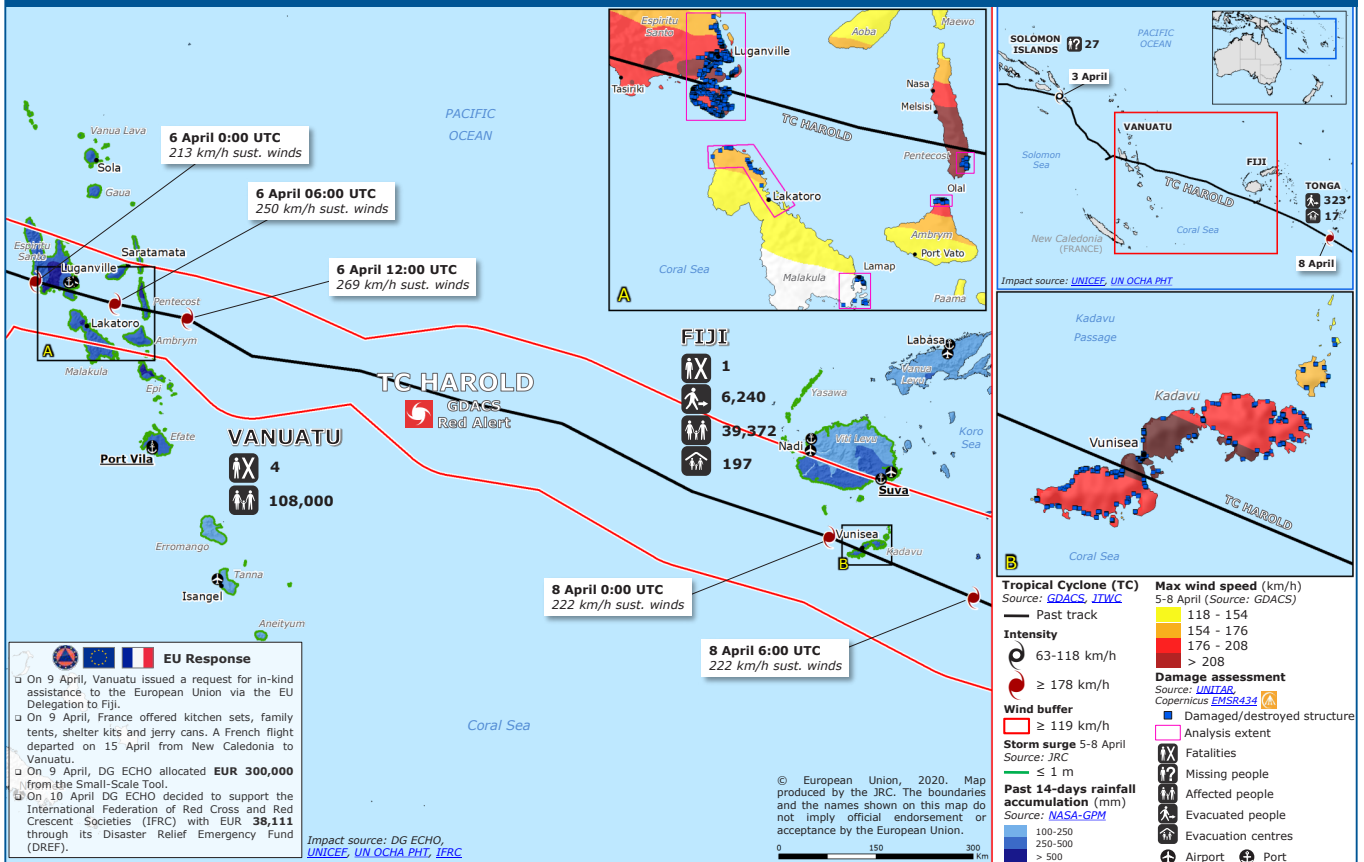 PACIFIC
OCEAN
Vanua Lava
Sola
Gaua
6 April 0:00 UTC
213 km/h sust. winds
6 April 06:00 UTC
250 km/h sust. winds
6 April 12:00 UTC
269 km/h sust. winds
Espiritu
Santo
Luganville
Saratamata
Pentecost
Lakatoro
Ambrym
A
Malakula
Epi
Efate
Port Vila
VANUATU
4
108,000
Erromango
Tanna
Isangel
Aneityum
TC HAROLD
GDACS
Red Alert
FIJI
1
6,240
39,372
197
Labasa
Vanua
Levu
Yasawa
Koro
Sea
Nadi
Viti Levu
Suva
Vunisea
Kadavu
B
8 April 0:00 UTC
222 km/h sust. winds
8 April 6:00 UTC
222 km/h sust. winds
Coral Sea
EU Response
On 9 April, Vanuatu issued a request for in-kind
assistance to the European Union via the EU
Delegation to Fiji.
On 9 April, France offered kitchen sets, family
tents, shelter kits and jerry cans. A French flight
departed on 15 April from New Caledonia to
Vanuatu.
On 9 April, DG ECHO allocated EUR 300,000
from the Small-Scale Tool.
On 10 April DG ECHO decided to support the
International Federation of Red Cross and Red
Crescent Societies (IFRC) with EUR 38,111
through its Disaster Relief Emergency Fund
(DREF).
Impact source: DG ECHO,
UNICEF, UN OCHA PHT, IFRC
© European Union, 2020. Map
produced by the JRC. The boundaries
and the names shown on this map do
not imply official endorsement or
acceptance by the European Union.
0 150 300
Km
Espiritu
Santo
Luganville
Aoba
Maewo
Tasiriki
Nasa
Melsisi
TC HAROLD
Pentecost
Olal
Lakatoro
Ambrym
Port Vato
Coral Sea
Malakula
Lamap
Paama
A
SOLOMON
ISLANDS
27
PACIFIC
OCEAN
3 April
VANUATU
Solomon
Sea
FIJI
TC HAROLD
TONGA
323
17
New Caledonia
(FRANCE)
Coral Sea
8 April
Impact source: UNICEF, UN OCHA PHT
Kadavu
Passage
Kadavu
Vunisea
TC HAROLD
Coral Sea
B
Tropical Cyclone (TC)
Source: GDACS, JTWC
Past track
Intensity
63-118 km/h
≥ 178 km/h
Wind buffer
≥ 119 km/h
Storm surge 5-8 April
Source: JRC
≤ 1 m
Past 14-days rainfall
accumulation (mm)
Source: NASA-GPM
100-250
250-500
> 500
Max wind speed (km/h)
5-8 April (Source: GDACS)
118 - 154
154 - 176
176 - 208
> 208
Damage assessment
Source: UNITAR,
Copernicus EMSR434
Damaged/destroyed structure
Analysis extent
Fatalities
Missing people
Affected people
Evacuated people
Evacuation centres
Airport Port